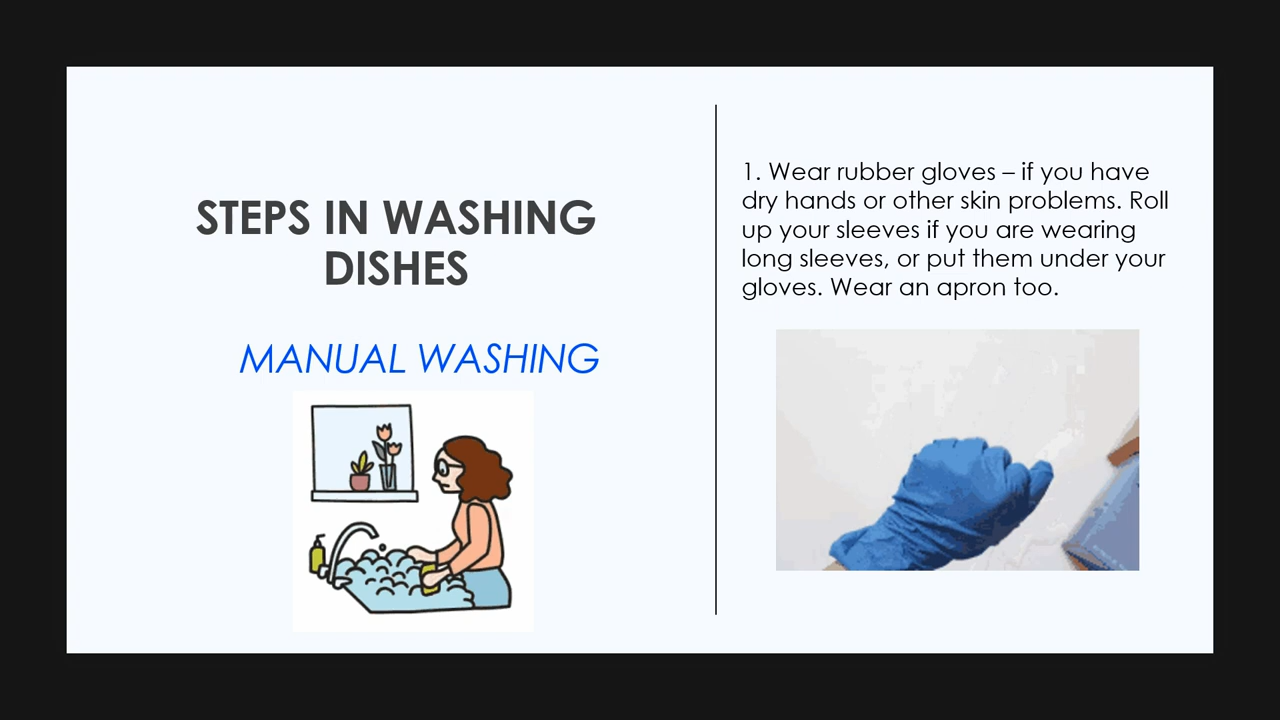 STEPS IN WASHING
DISHES
MANUAL WASHING
1. Wear rubber gloves – if you have
dry hands or other skin problems. Roll
up your sleeves if you are wearing
long sleeves, or put them under your
gloves. Wear an apron too.